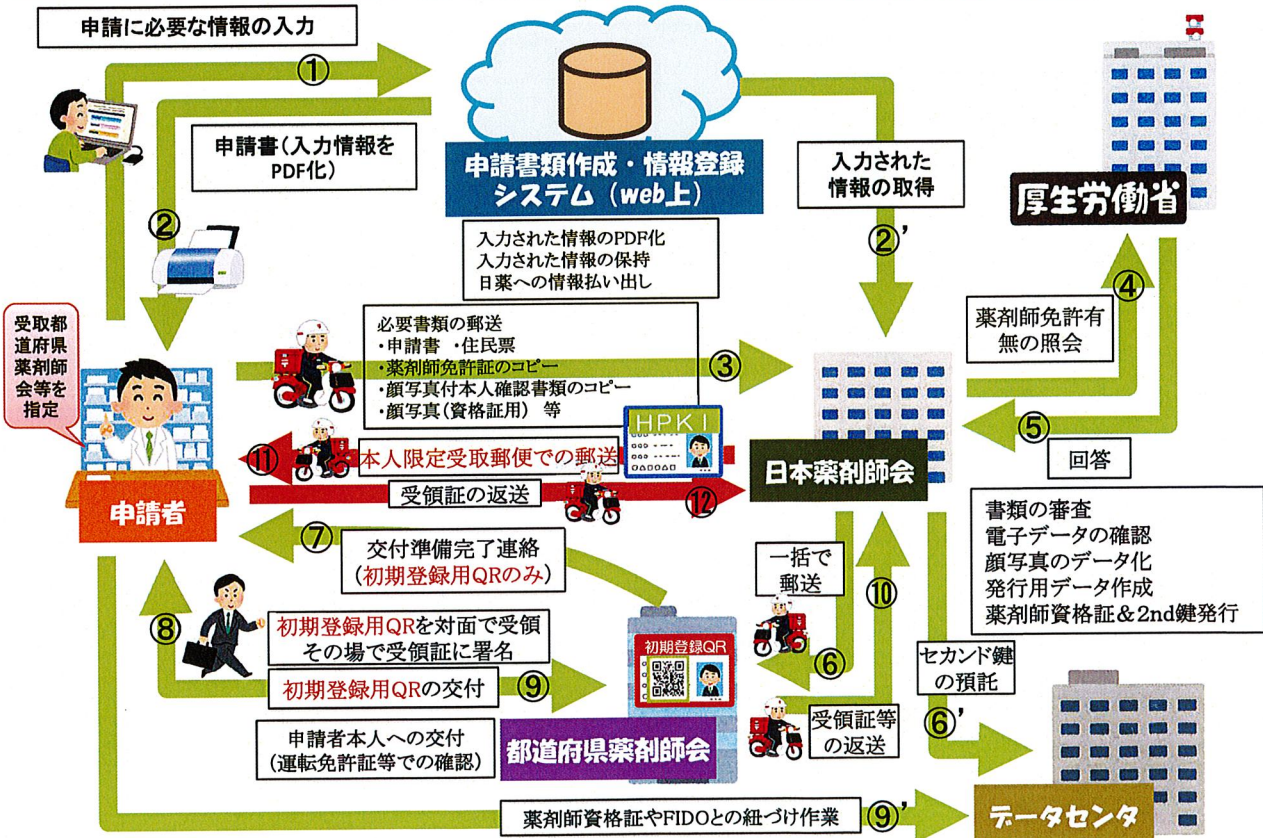 申請に必要な情報の入力
①
申請書(入力情報を
PDF化)
②
申請書類作成・情報登録
システム(web上)
入力された情報のPDF化
入力された情報の保持
日薬への情報払い出し
入力された
情報の取得
②'
厚生労働省
④
薬剤師免許有
無の照会
⑤
回答
受取都
道府県
薬剤師
会等を
指定
申請者
必要書類の郵送
・申請書 ・住民票
・薬剤師免許証のコピー
・顔写真付本人確認書類のコピー
・顔写真(資格証用) 等
③
HPKI
⑪
本人限定受取郵便での郵送
受領証の返送
⑫
日本薬剤師会
書類の審査
電子データの確認
顔写真のデータ化
発行用データ作成
薬剤師資格証&2nd鍵発行
⑦
交付準備完了連絡
(初期登録用QRのみ)
一括で
郵送
⑩
⑧
初期登録用QRを対面で受領
その場で受領証に署名
初期登録用QRの交付
⑨
初期登録QR
⑥
セカンド鍵
の預託
⑥'
受領証等
の返送
申請者本人への交付
(運転免許証等での確認)
都道府県薬剤師会
薬剤師資格証やFIDOとの紐づけ作業
⑨'
データセンタ